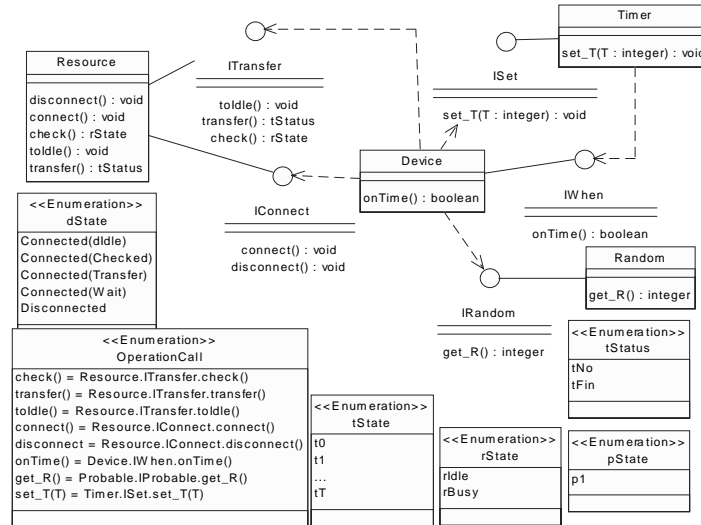 Timer
set_T(T : integer) : void
Resource
disconnect() : void
connect() : void
check() : rState
toIdle() : void
transfer() : tStatus
ITransfer
toIdle() : void
transfer() : tStatus
check() : rState
ISet
set_T(T : integer) : void
Device
onTime() : boolean
IConnect
connect() : void
disconnect() : void
IWhen
onTime() : boolean
Random
get_R() : integer
IRandom
get_R() : integer
<<Enumeration>>
dState
Connected(dIdle)
Connected(Checked)
Connected(Transfer)
Connected(Wait)
Disconnected
<<Enumeration>>
OperationCall
check() = Resource.ITransfer.check()
transfer() = Resource.ITransfer.transfer()
toIdle() = Resource.ITransfer.toIdle()
connect() = Resource.IConnect.connect()
disconnect = Resource.IConnect.disconnect()
onTime() = Device.IWhen.onTime()
get_R() = Probable.IProbable.get_R()
set_T(T) = Timer.ISet.set_T(T)
<<Enumeration>>
tState
t0
t1
...
tT
<<Enumeration>>
rState
rIdle
rBusy
<<Enumeration>>
tStatus
tNo
tFin
<<Enumeration>>
pState
p1